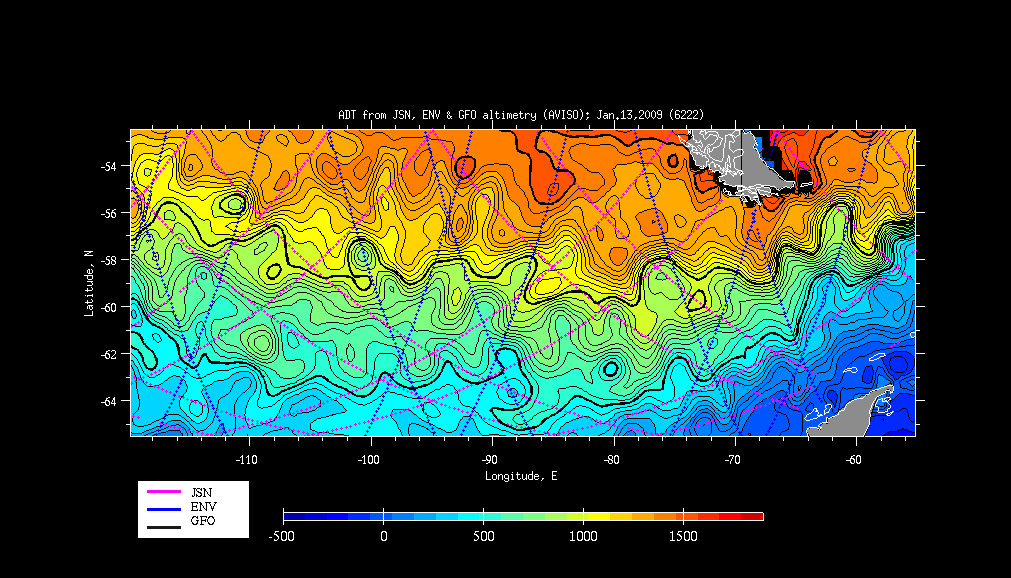 ADT from JSN, ENV & GFO altimetry (AVISO); Jan.13,2009 (6222)
-54
-56
-58
-60
-62
-64
Latitude, N
-110
-100
-90
-80
-70
-60
Longitude, E
JSN
ENV
GFO
-500
0
500
1000
1500